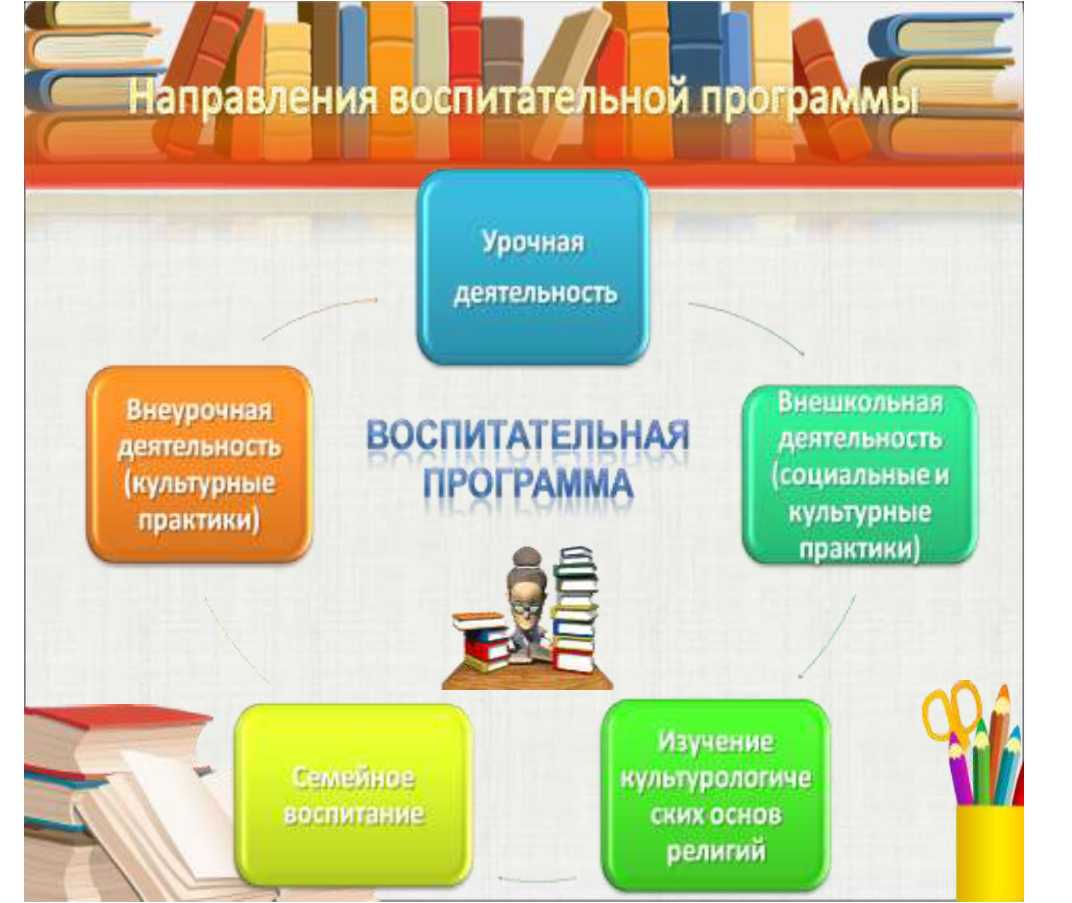 Направления воспитательной программы
Урочная
деятельность
Внеурочная
деятельность
(культурные
практики)
ВОСПИТАТЕЛЬНАЯ
ПРОГРАММА
Внешкольная
деятельность
(социальные и
культурные
практики)
Семейное
воспитание
Изучение
культурологиче
ских основ
религий